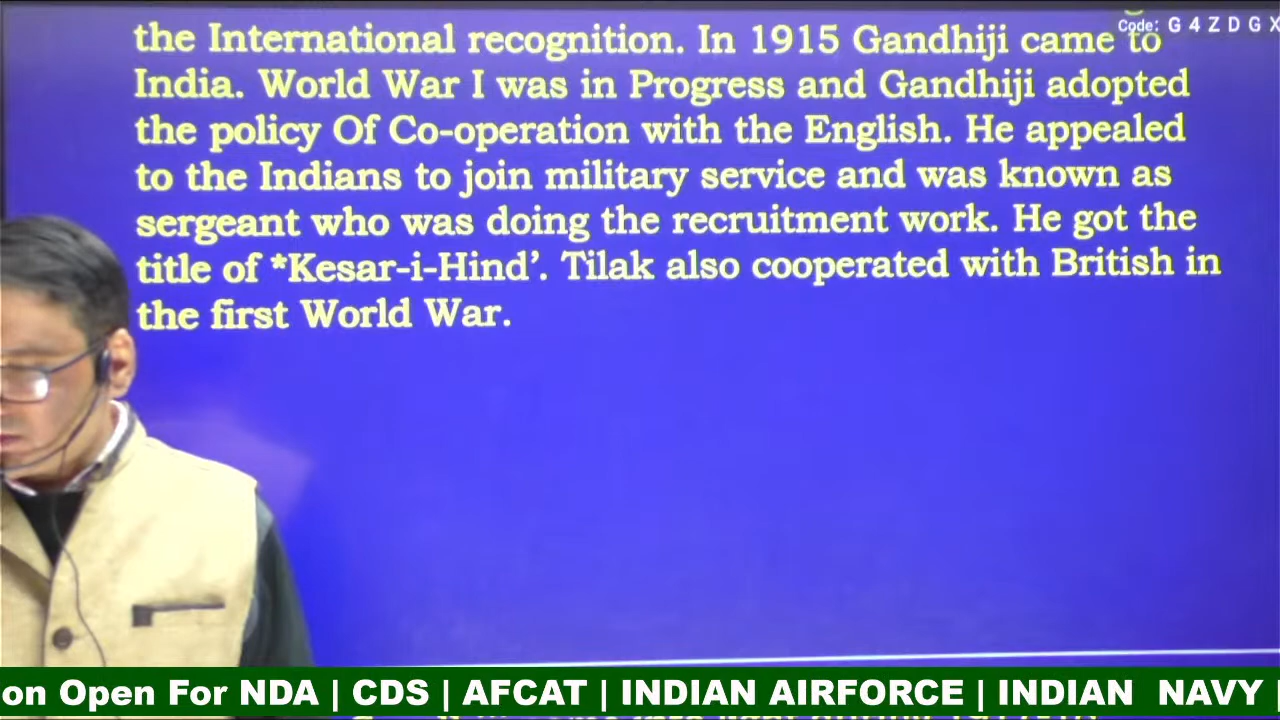 Code: G 4 Z D G X
the International recognition. In 1915 Gandhiji came to
India. World War I was in Progress and Gandhiji adopted
the policy Of Co-operation with the English. He appealed
to the Indians to join military service and was known as
sergeant who was doing the recruitment work. He got the
title of *Kesar-i-Hind’. Tilak also cooperated with British in
the first World War.
on Open For NDA | CDS | AFCAT | INDIAN AIRFORCE | INDIAN NAVY |